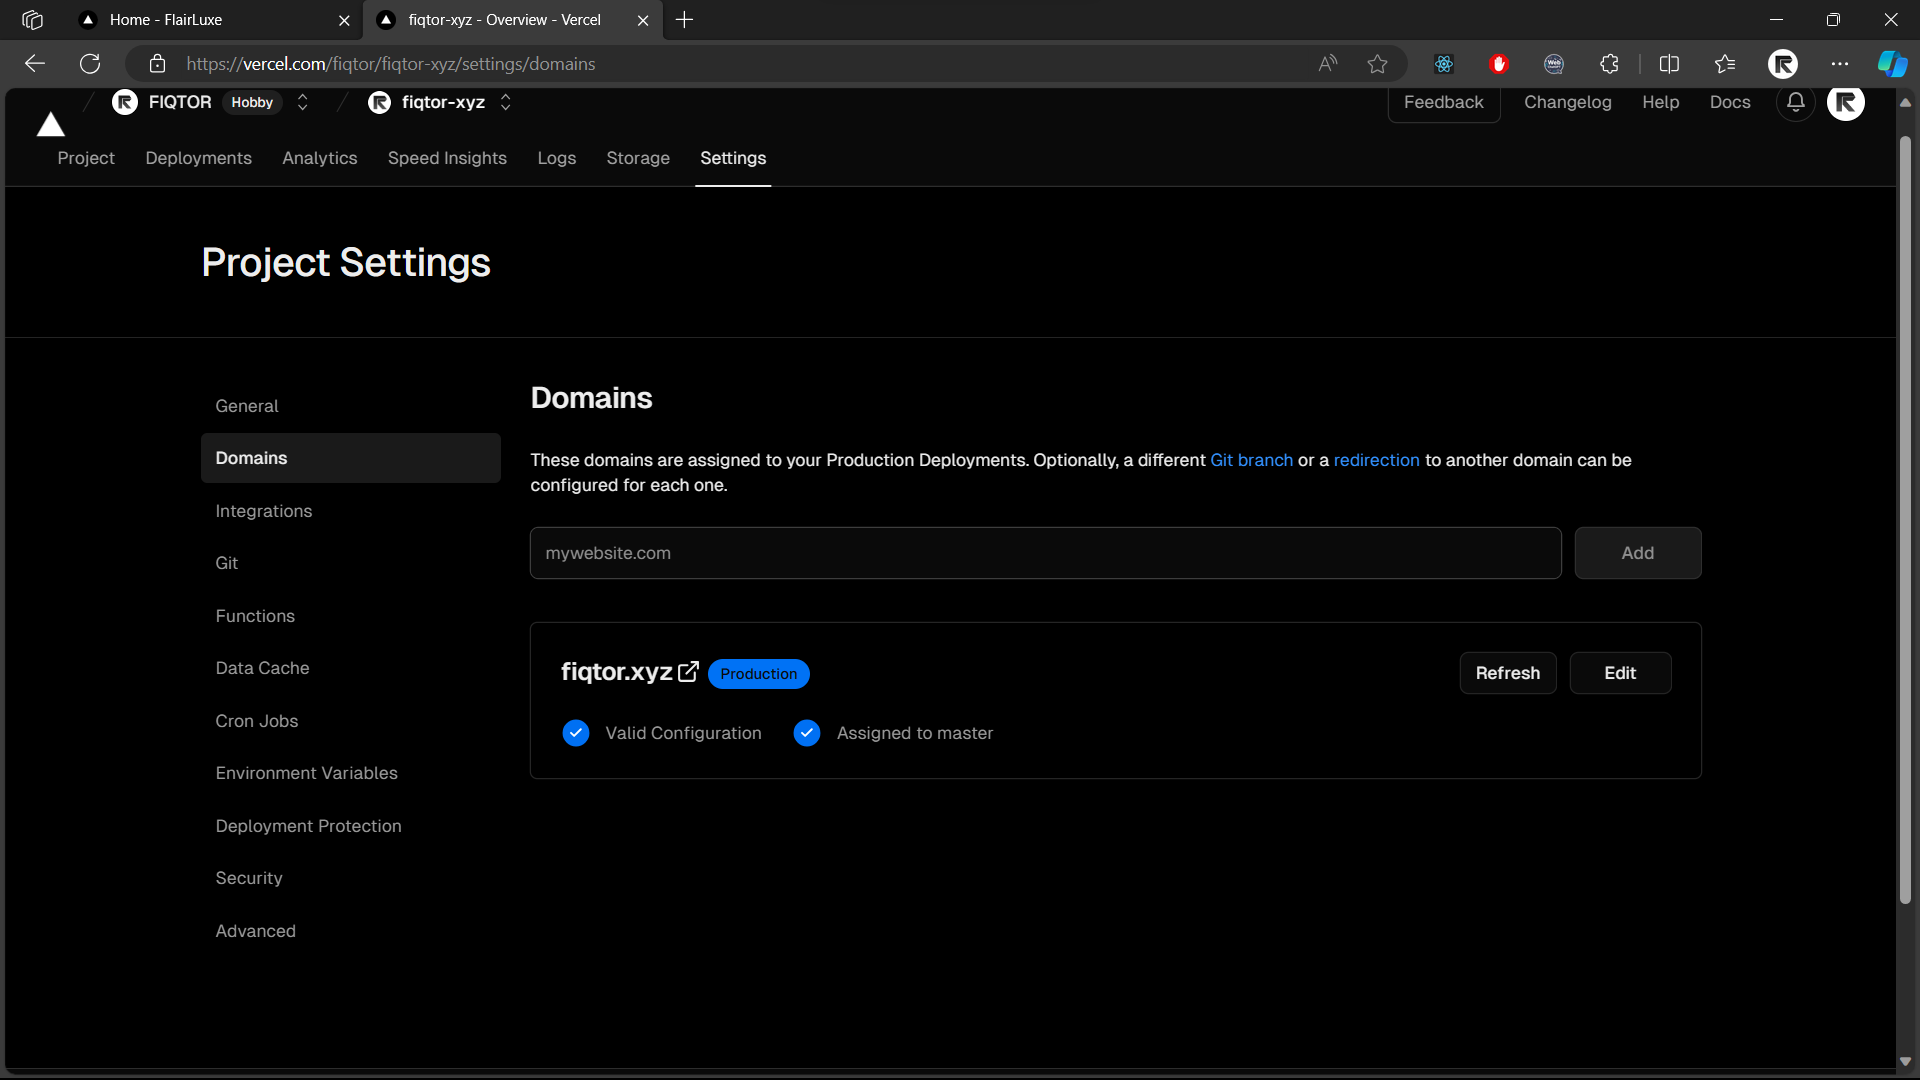 Home - FlairLuxe
fiqtor-xyz - Overview - Vercel
https://vercel.com/fiqtor/fiqtor-xyz/settings/domains
FIQTOR Hobby
fiqtor-xyz
Feedback
Changelog
Help
Docs
Project
Deployments
Analytics
Speed Insights
Logs
Storage
Settings
Project Settings
General
Domains
Integrations
Git
Functions
Data Cache
Cron Jobs
Environment Variables
Deployment Protection
Security
Advanced
Domains
These domains are assigned to your Production Deployments. Optionally, a different Git branch or a redirection to another domain can be
configured for each one.
mywebsite.com
Add
fiqtor.xyz
Production
Refresh
Edit
Valid Configuration
Assigned to master